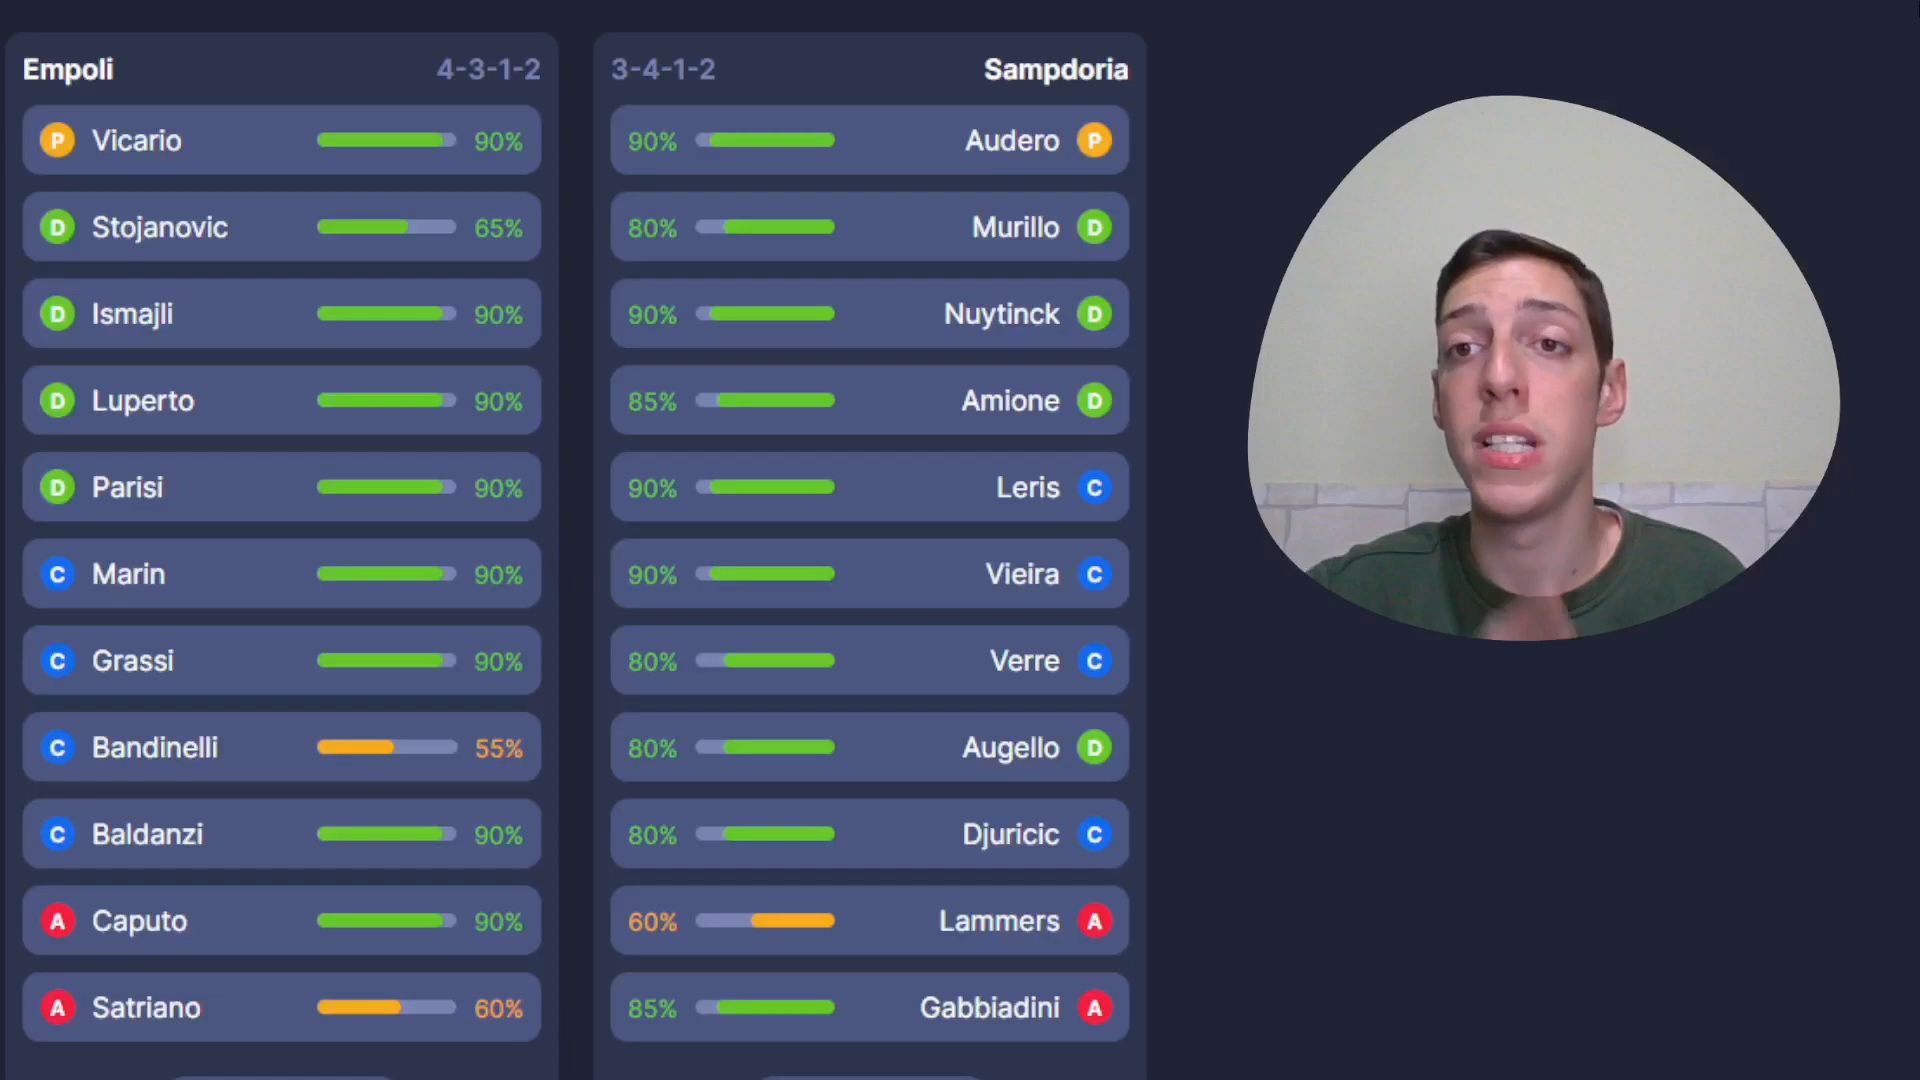 Empoli 4-3-1-2
P Vicario 90%
D Stojanovic 65%
D Ismajli 90%
D Luperto 90%
D Parisi 90%
C Marin 90%
C Grassi 90%
C Bandinelli 55%
C Baldanzi 90%
A Caputo 90%
A Satriano 60%
3-4-1-2 Sampdoria
90% Audero P
80% Murillo D
90% Nuytinck D
85% Amione D
90% Leris C
90% Vieira C
80% Verre C
80% Augello D
80% Djuricic C
60% Lammers A
85% Gabbiadini A